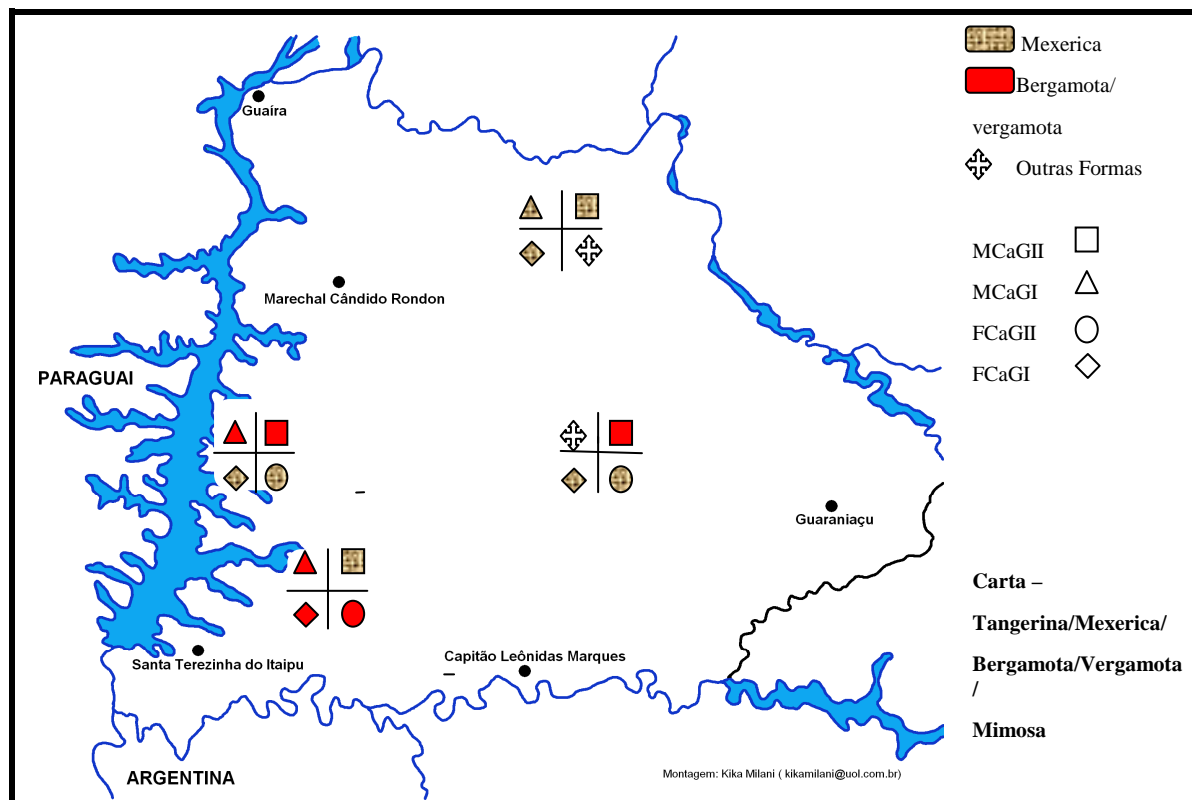 Mexerica
Bergamota/
vergamota
Outras Formas
MCaGII
MCaGI
FCaGII
FCaGI
Guaíra
Marechal Cândido Rondon
PARAGUAI
Guaraniaçu
Santa Terezinha do Itaipu
Capitão Leônidas Marques
ARGENTINA
Montagem: Kika Milani ( kikamilani@uol.com.br)
Carta –
Tangerina/Mexerica/
Bergamota/Vergamota
/
Mimosa